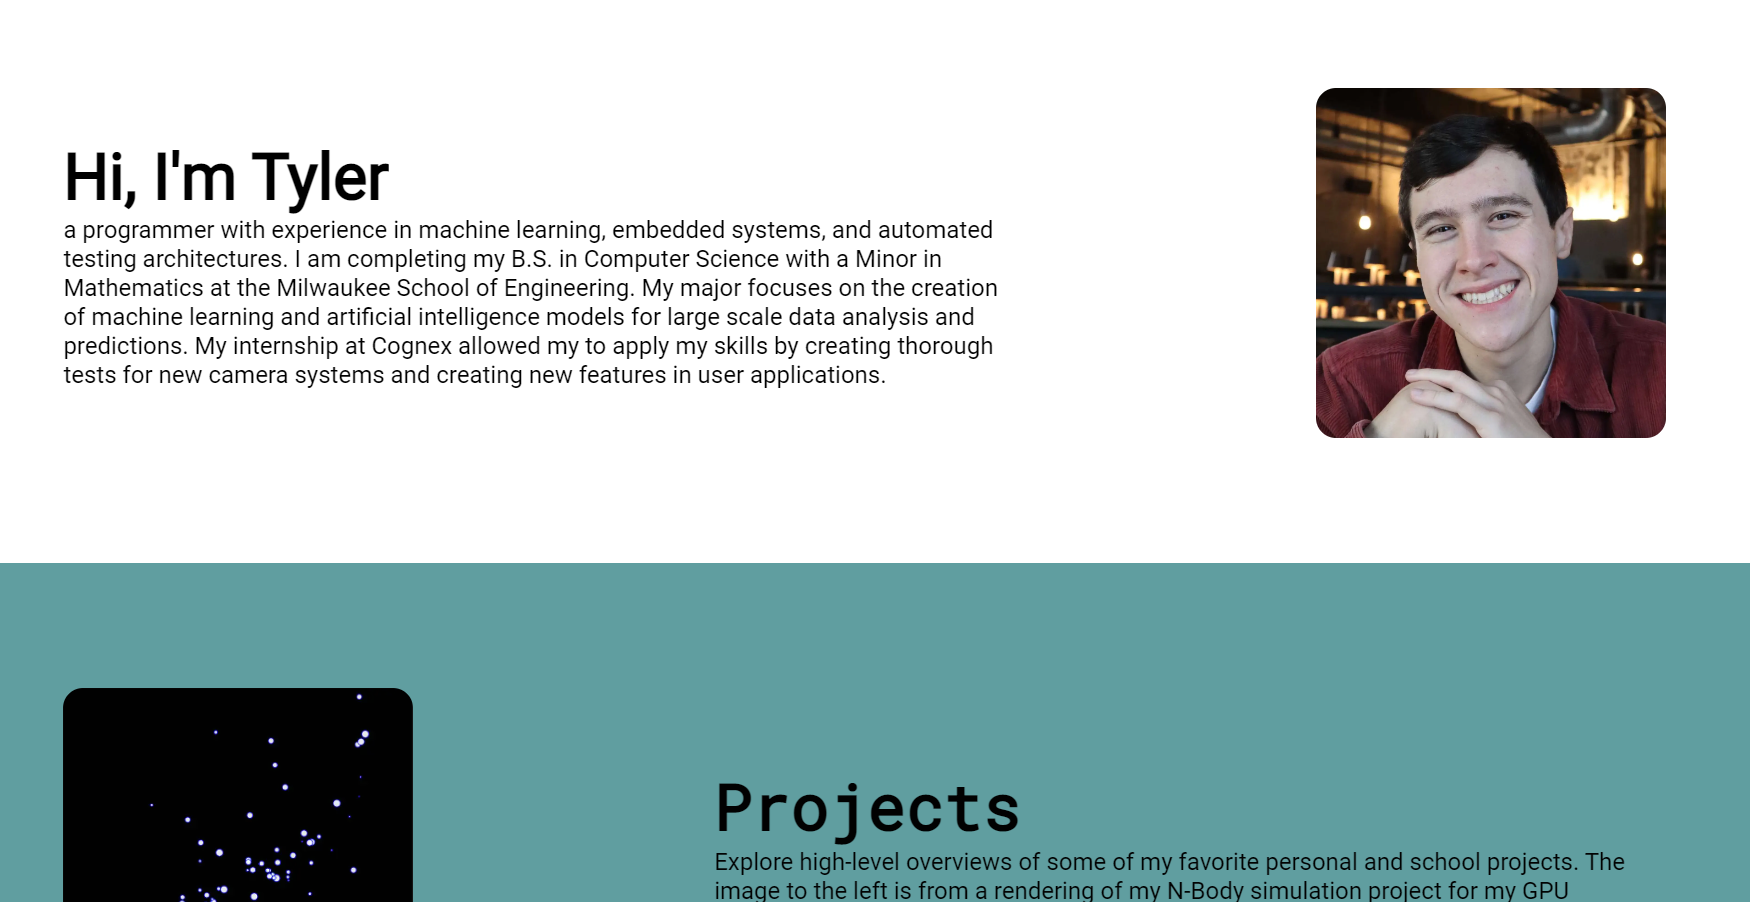 Hi, I'm Tyler
a programmer with experience in machine learning, embedded systems, and automated
testing architectures. I am completing my B.S. in Computer Science with a Minor in
Mathematics at the Milwaukee School of Engineering. My major focuses on the creation
of machine learning and artificial intelligence models for large scale data analysis and
predictions. My internship at Cognex allowed my to apply my skills by creating thorough
tests for new camera systems and creating new features in user applications.
Projects
Explore high-level overviews of some of my favorite personal and school projects. The
image to the left is from a rendering of my N-Body simulation project for my GPU